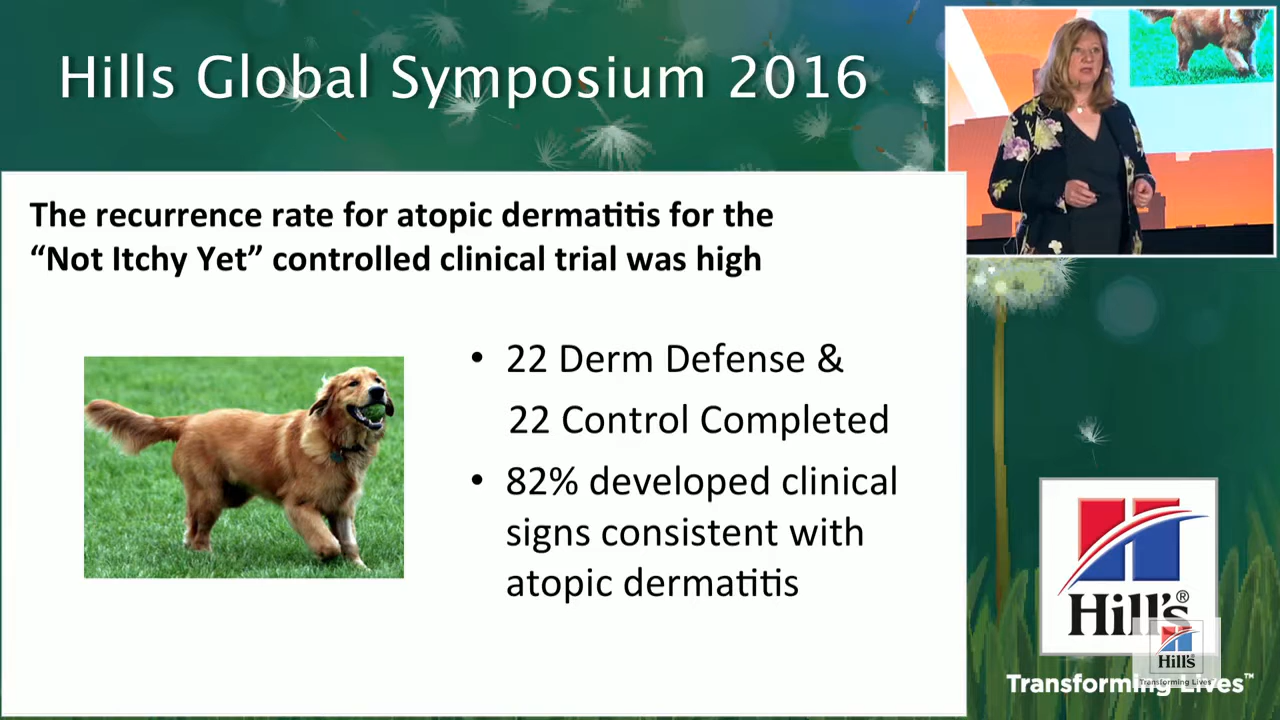 Hills Global Symposium 2016
The recurrence rate for atopic dermatitis for the
“Not Itchy Yet” controlled clinical trial was high
• 22 Derm Defense &
22 Control Completed
• 82% developed clinical
signs consistent with
atopic dermatitis
Hill's®
Hill's
Transforming Lives™
Transforming Lives